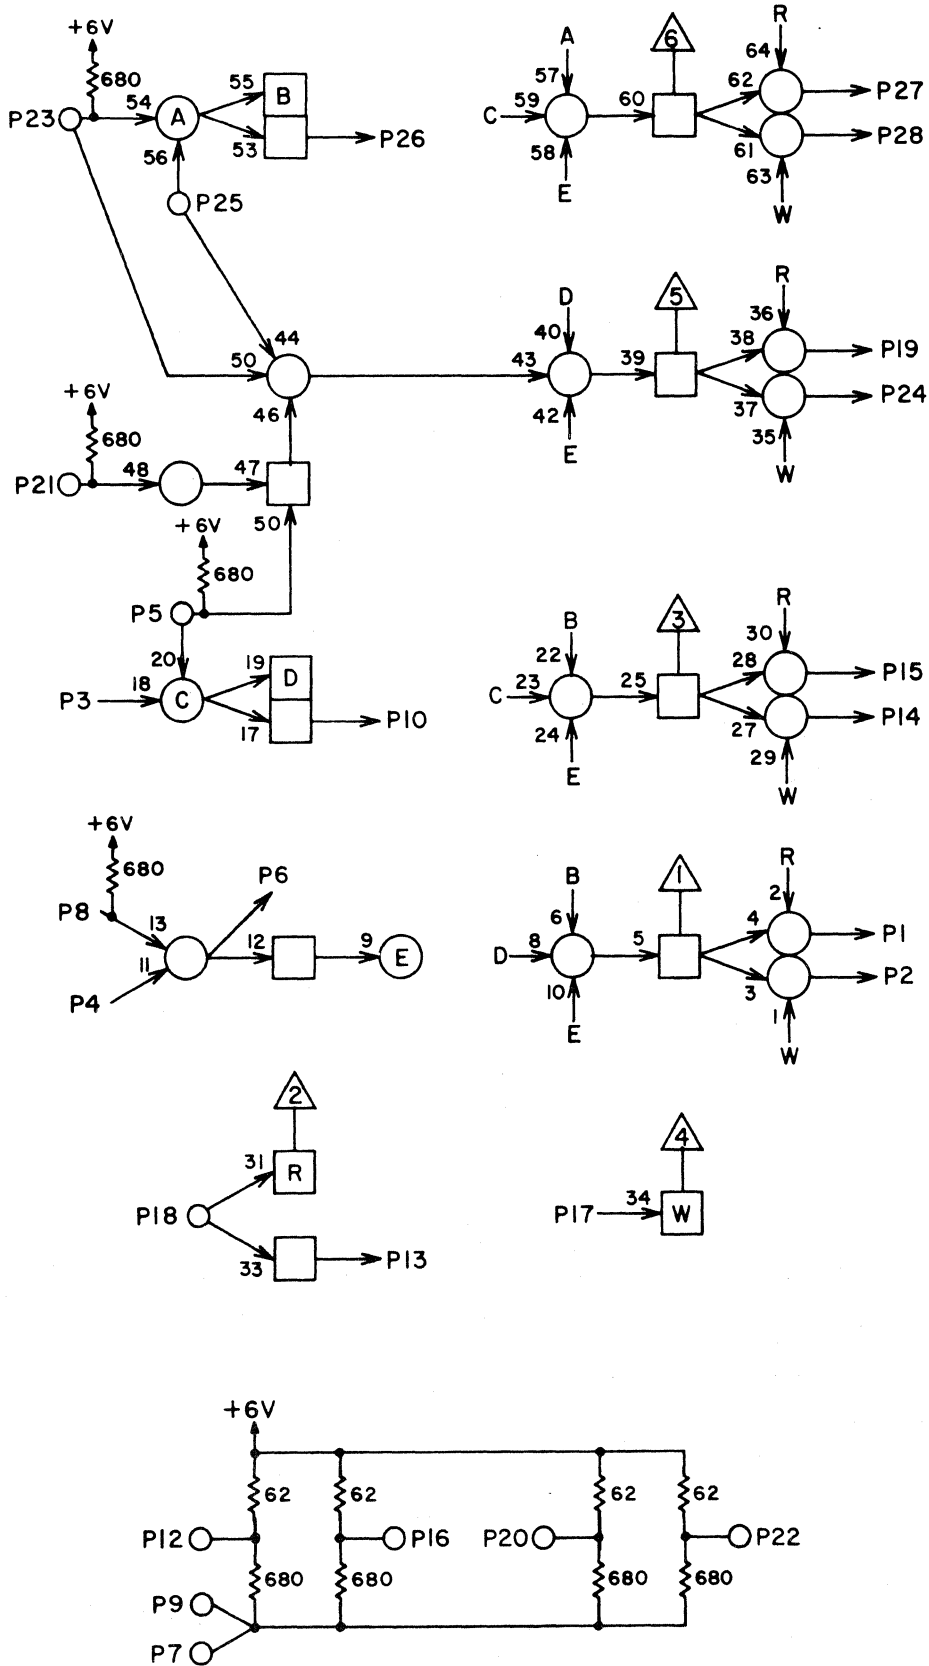 +6V
680
P23
54
A
55
B
53
P26
56
P25
A
57
C
59
58
E
60
6
R
64
62
P27
61
P28
63
W
44
50
46
D
40
43
42
E
39
5
R
36
38
P19
37
P24
35
W
+6V
680
P21
48
47
50
+6V
680
P5
20
P3
18
C
19
D
17
P10
B
22
C
23
24
E
25
3
R
30
28
P15
27
P14
29
W
+6V
680
P8
13
P4
11
P6
12
9
E
B
6
D
8
10
E
5
1
R
2
4
P1
3
P2
1
W
2
31
R
P18
33
P13
4
P17
34
W
+6V
62
62
62
62
P12
P16
P20
P22
680
680
680
680
P9
P7